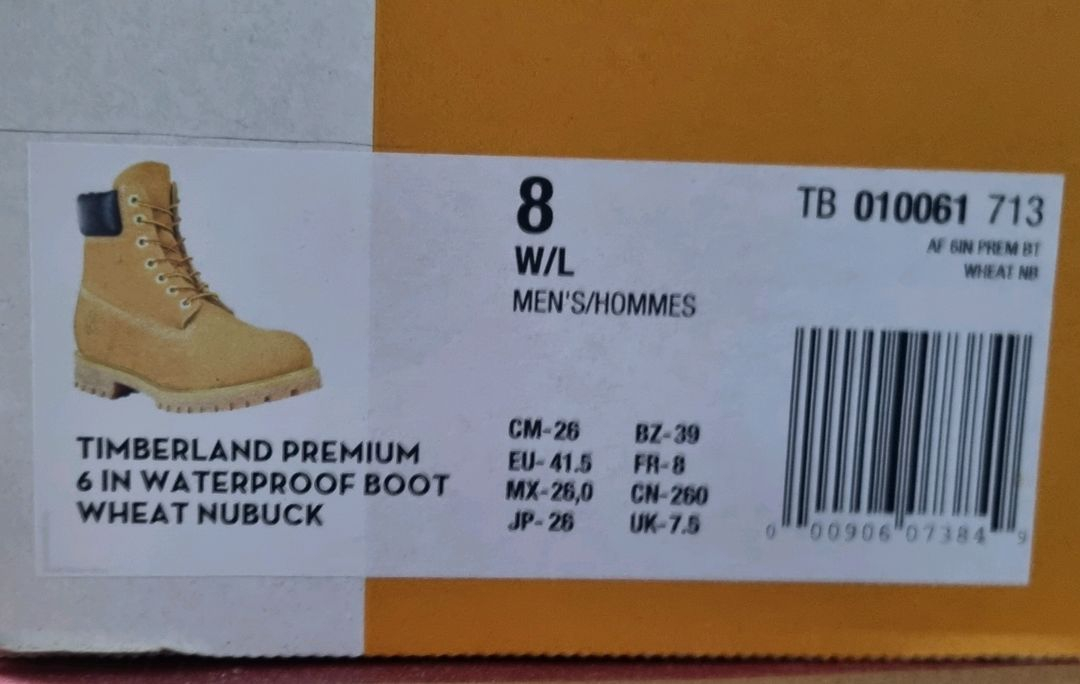 TIMBERLAND PREMIUM
6 IN WATERPROOF BOOT
WHEAT NUBUCK
8
W/L
MEN'S/HOMMES
CM-26 BZ-39
EU-41.5 FR-8
MX-26,0 CN-260
JP-26 UK-7.5
TB 010061 713
AF 6IN PREM BT
WHEAT NB
0 00906 07384 9